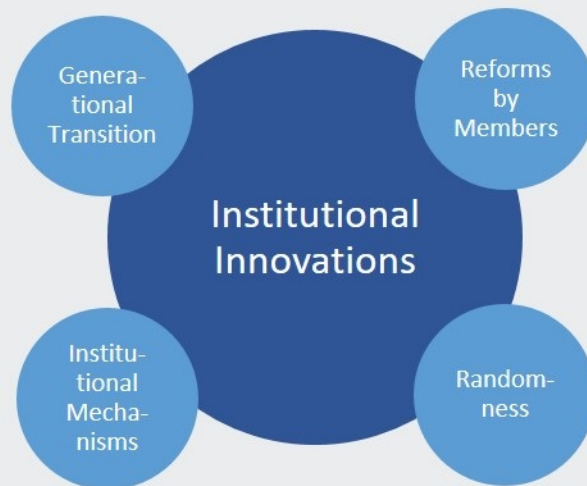 Genera-
tional
Transition
Reforms
by
Members
Institutional
Innovations
Institu-
tional
Mecha-
nisms
Random-
ness